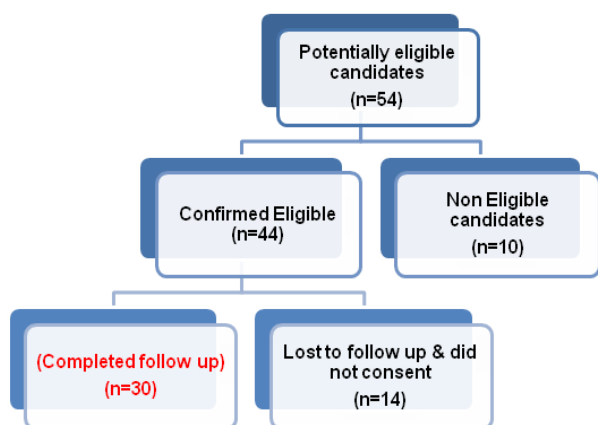 Potentially eligible
candidates
(n=54)
Confirmed Eligible
(n=44)
Non Eligible
candidates
(n=10)
(Completed follow up)
(n=30)
Lost to follow up & did
not consent
(n=14)